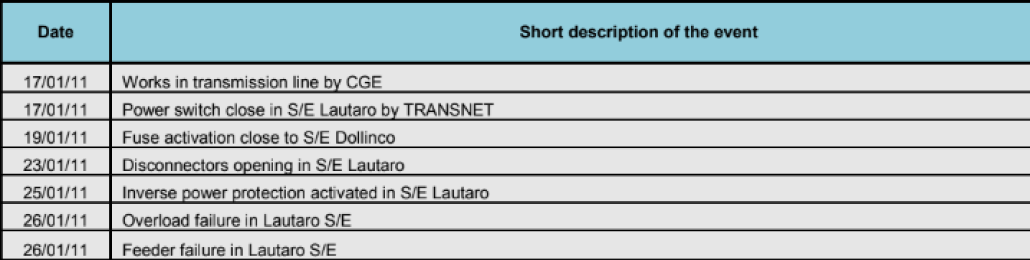 Date Short description of the event
17/01/11 Works in transmission line by CGE
17/01/11 Power switch close in S/E Lautaro by TRANSNET
19/01/11 Fuse activation close to S/E Dollinco
23/01/11 Disconnectors opening in S/E Lautaro
25/01/11 Inverse power protection activated in S/E Lautaro
26/01/11 Overload failure in Lautaro S/E
26/01/11 Feeder failure in Lautaro S/E